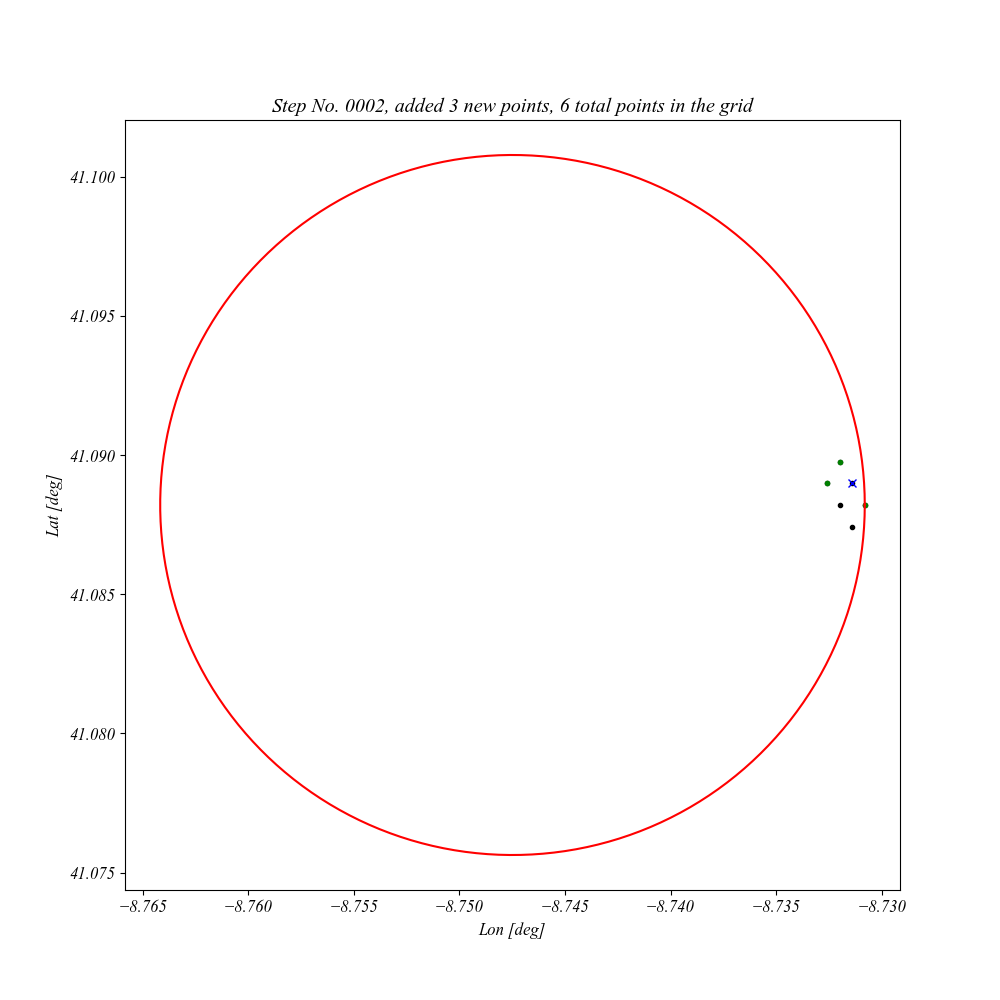 Step No. 0002, added 3 new points, 6 total points in the grid
41.100
41.095
41.090
41.085
41.080
41.075
Lat [deg]
−8.765 −8.760 −8.755 −8.750 −8.745 −8.740 −8.735 −8.730
Lon [deg]